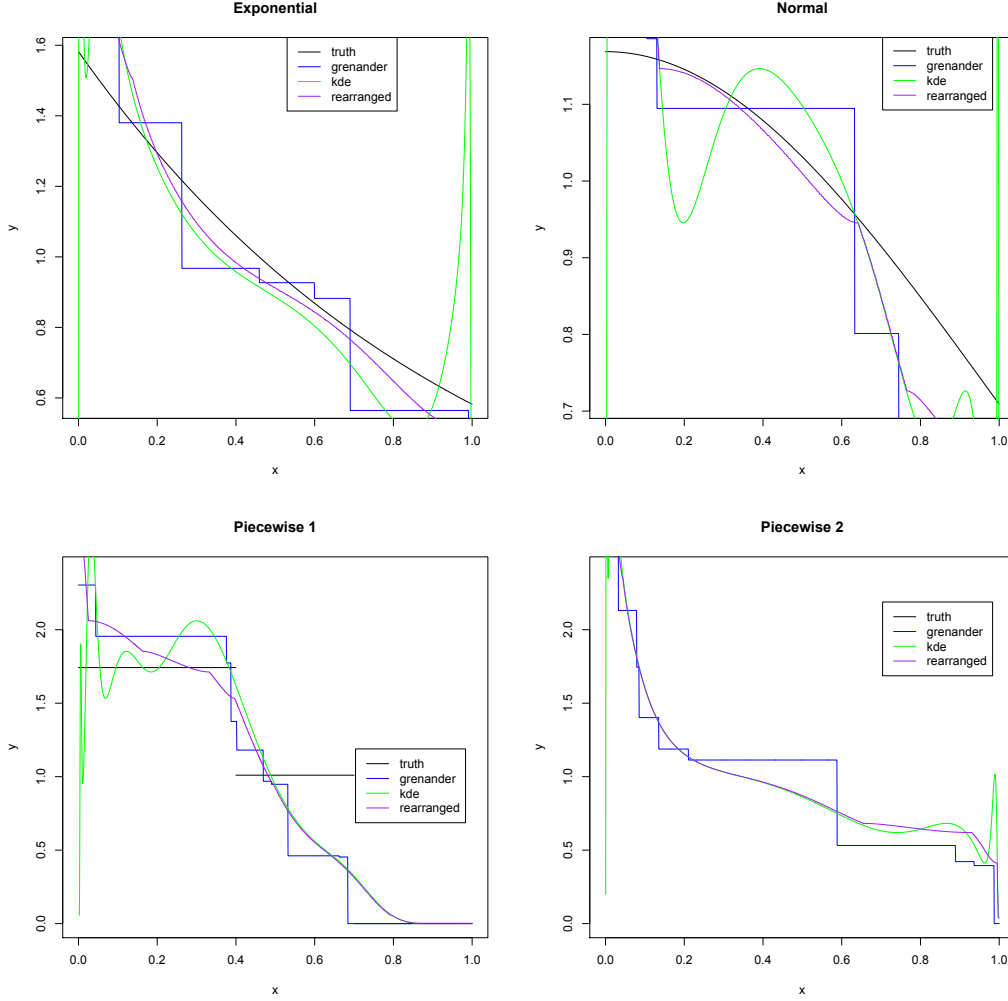 Exponential
y
0.6
0.8
1.0
1.2
1.4
1.6
truth
grenander
kde
rearranged
0.0 0.2 0.4 0.6 0.8 1.0
x
Normal
y
0.7
0.8
0.9
1.0
1.1
truth
grenander
kde
rearranged
0.0 0.2 0.4 0.6 0.8 1.0
x
Piecewise 1
y
0.0
0.5
1.0
1.5
2.0
truth
grenander
kde
rearranged
0.0 0.2 0.4 0.6 0.8 1.0
x
Piecewise 2
y
0.0
0.5
1.0
1.5
2.0
truth
grenander
kde
rearranged
0.0 0.2 0.4 0.6 0.8 1.0
x